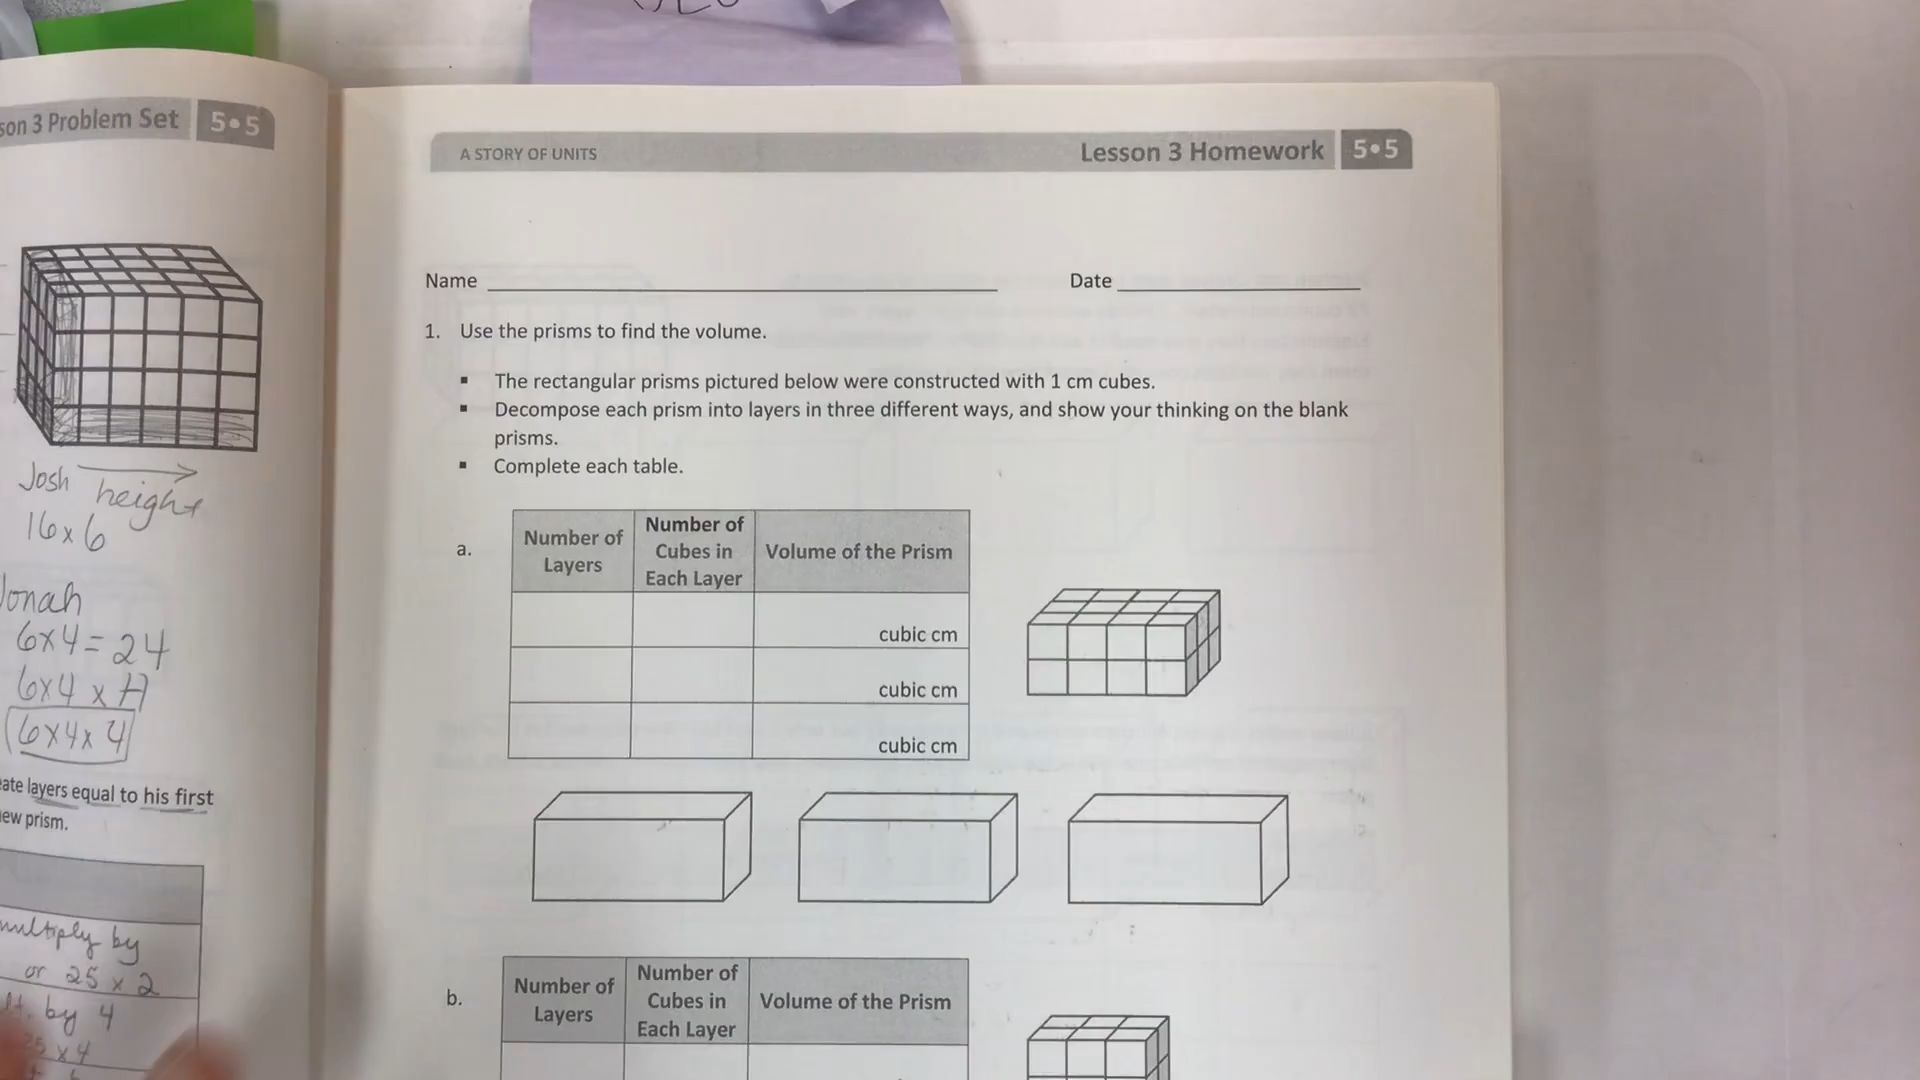 son 3 Problem Set 5•5
Josh
height
16x6
Jonah
6x4=24
6x4 x H
6x4x4
ate layers equal to his first
ew prism.
multiply by
or 25 x 2
by 4
25 x 4
A STORY OF UNITS
Lesson 3 Homework 5•5
Name
Date
1. Use the prisms to find the volume.
▪ The rectangular prisms pictured below were constructed with 1 cm cubes.
▪ Decompose each prism into layers in three different ways, and show your thinking on the blank
prisms.
▪ Complete each table.
a.
Number of
Layers
Number of
Cubes in
Each Layer
Volume of the Prism
cubic cm
cubic cm
cubic cm
b.
Number of
Layers
Number of
Cubes in
Each Layer
Volume of the Prism